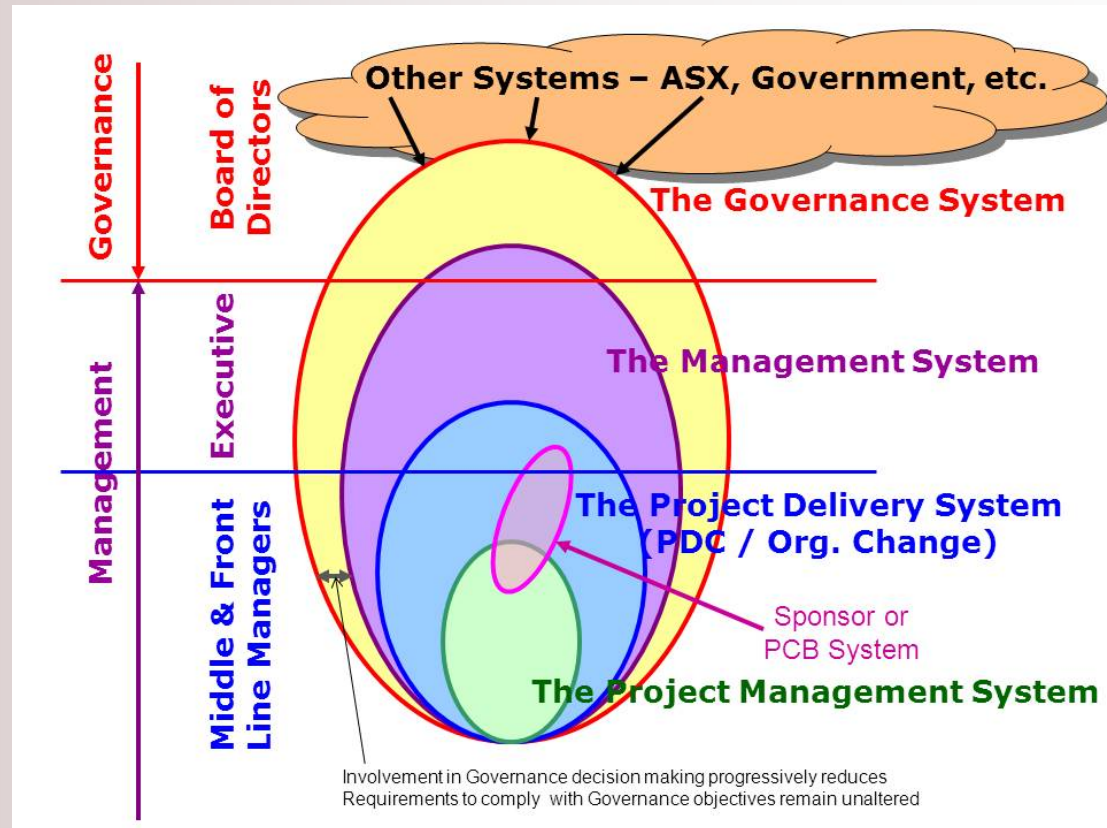 Other Systems – ASX, Government, etc.
Governance
Board of
Directors
The Governance System
Management
Executive
The Management System
Middle & Front
Line Managers
The Project Delivery System
(PDC / Org. Change)
Sponsor or
PCB System
The Project Management System
Involvement in Governance decision making progressively reduces
Requirements to comply with Governance objectives remain unaltered